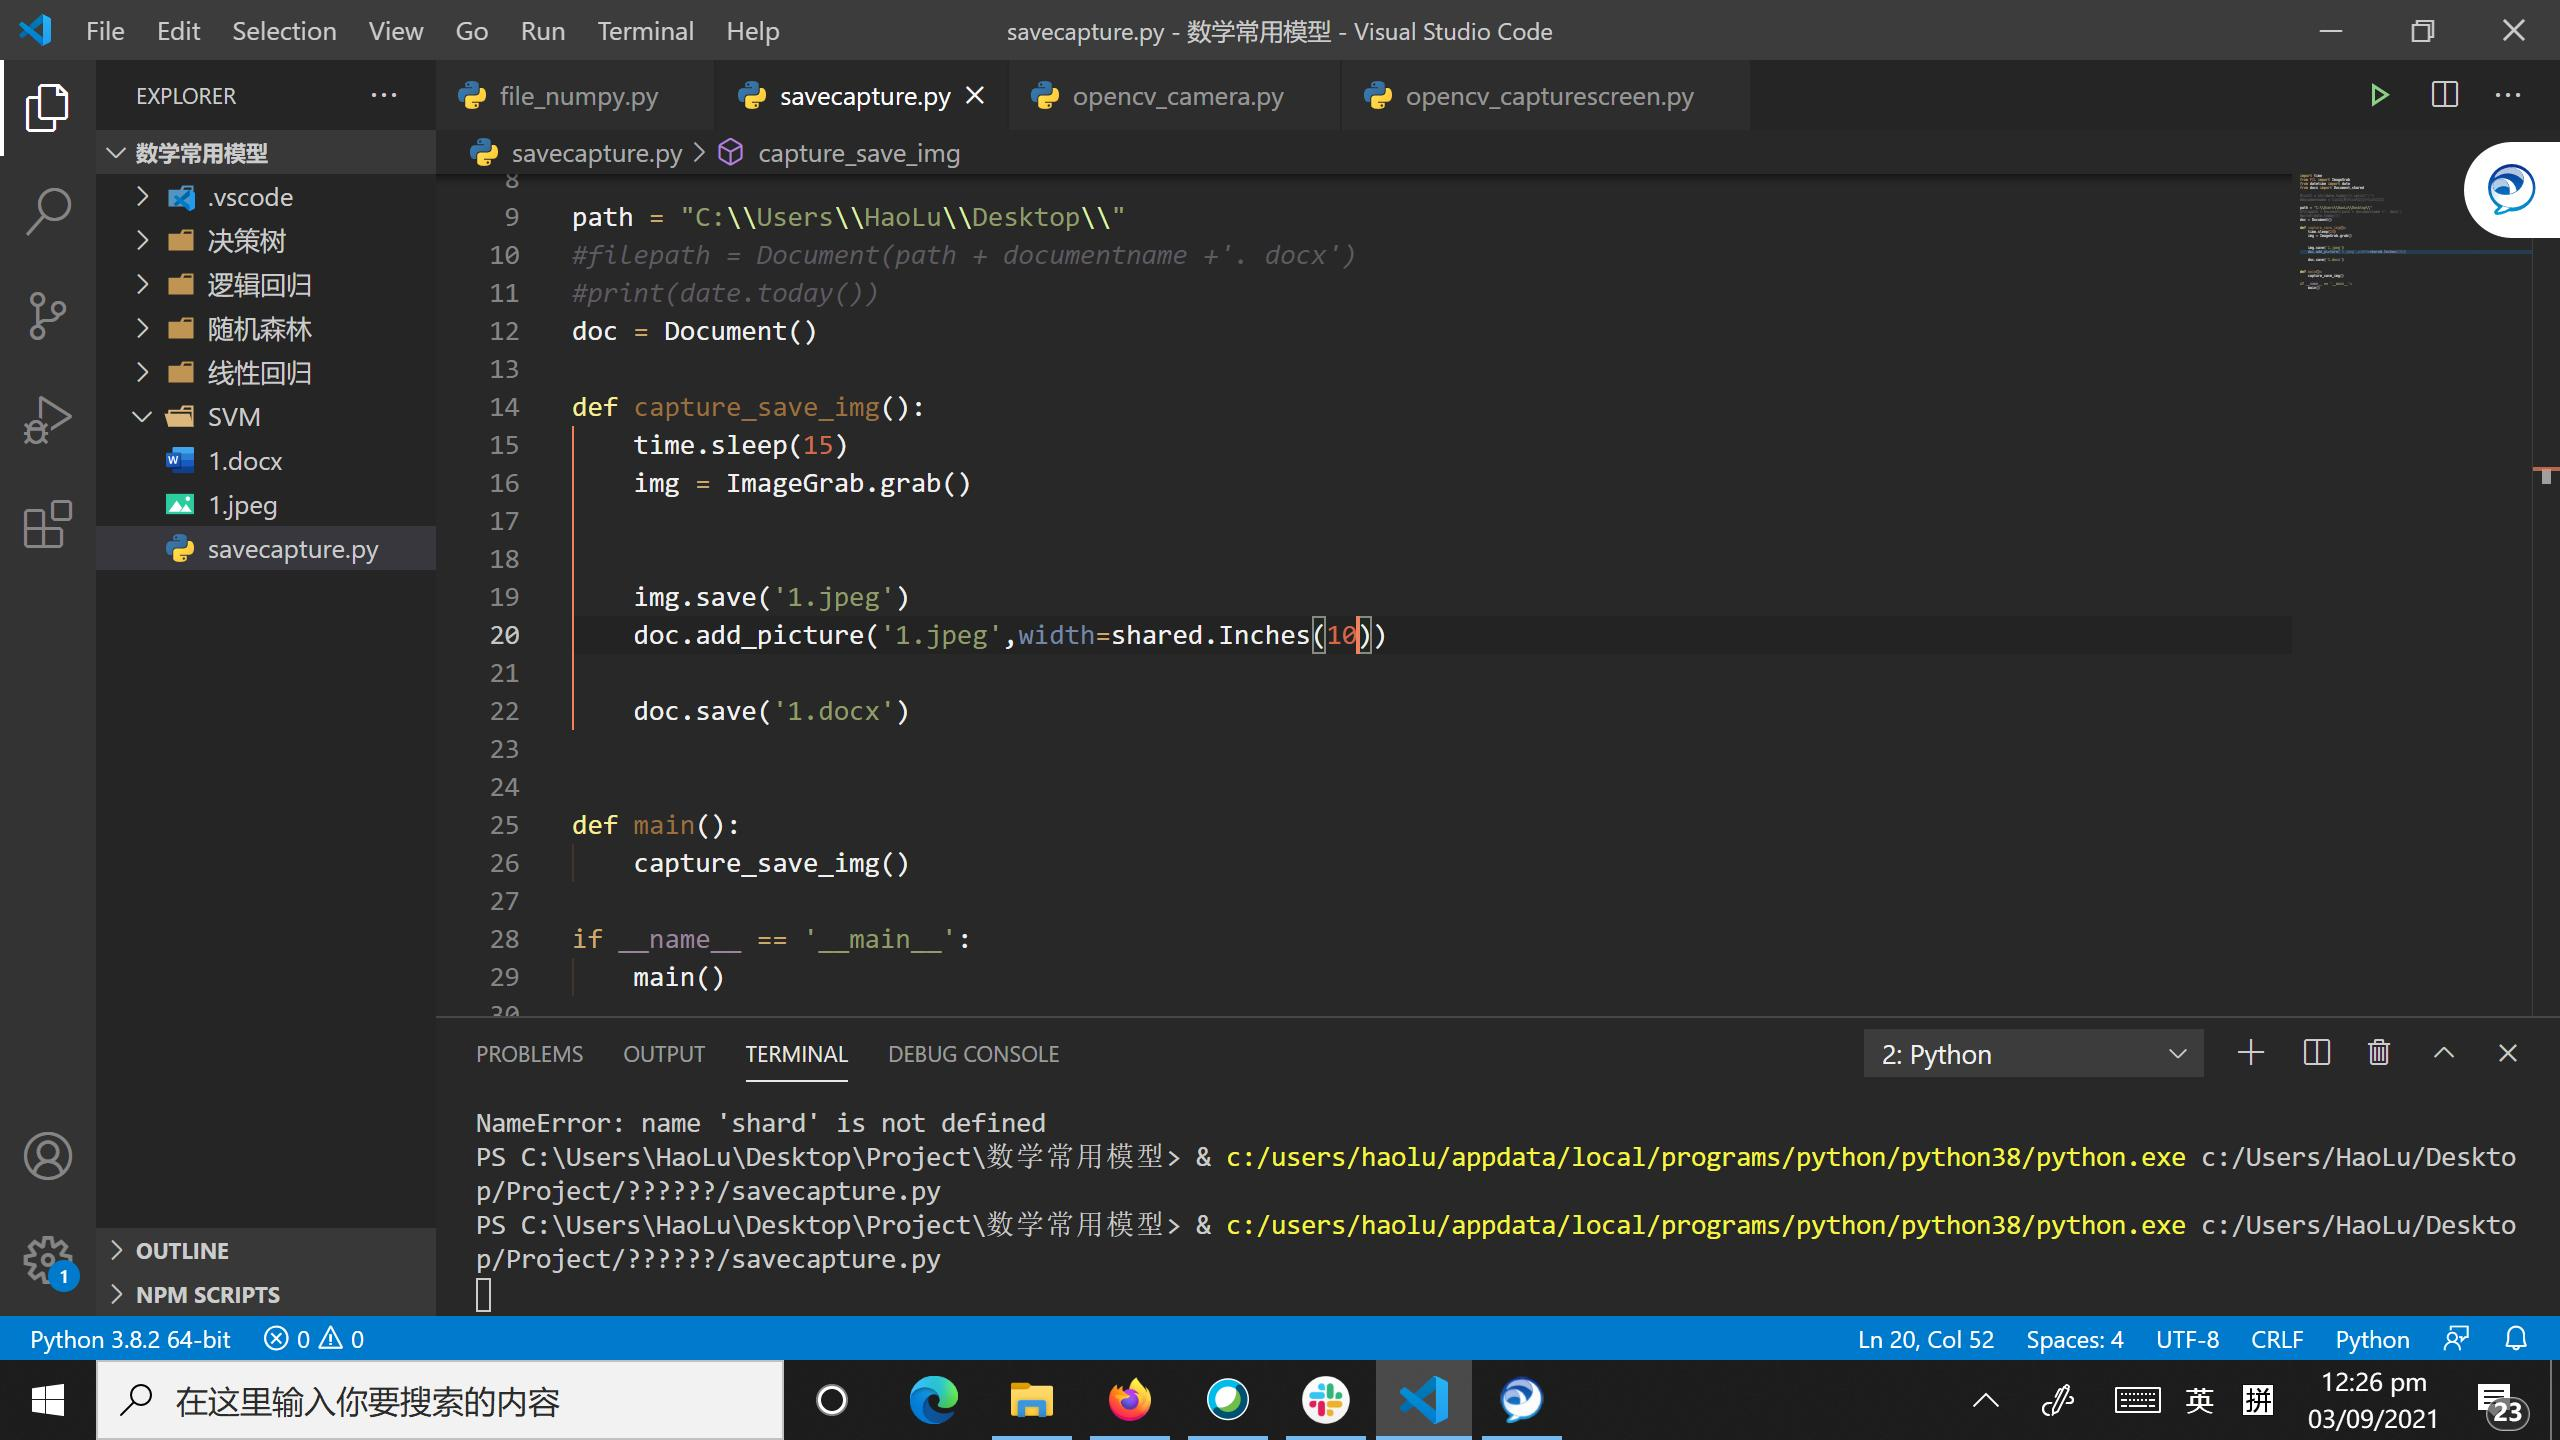 File Edit Selection View Go Run Terminal Help
savecapture.py - 数学常用模型 - Visual Studio Code
EXPLORER
file_numpy.py
savecapture.py
opencv_camera.py
opencv_capturescreen.py
数学常用模型
savecapture.py > capture_save_img
.vscode
决策树
逻辑回归
随机森林
线性回归
SVM
1.docx
1.jpeg
savecapture.py
OUTLINE
NPM SCRIPTS
8
9 path = "C:\\Users\\HaoLu\\Desktop\\"
10 #filepath = Document(path + documentname +'. docx')
11 #print(date.today())
12 doc = Document()
13
14 def capture_save_img():
15 time.sleep(15)
16 img = ImageGrab.grab()
17
18
19 img.save('1.jpeg')
20 doc.add_picture('1.jpeg',width=shared.Inches(10))
21
22 doc.save('1.docx')
23
24
25 def main():
26 capture_save_img()
27
28 if __name__ == '__main__':
29 main()
30
PROBLEMS OUTPUT TERMINAL DEBUG CONSOLE
2: Python
NameError: name 'shard' is not defined
PS C:\Users\HaoLu\Desktop\Project\数学常用模型> & c:/users/haolu/appdata/local/programs/python/python38/python.exe c:/Users/HaoLu/Deskto
p/Project/??????/savecapture.py
PS C:\Users\HaoLu\Desktop\Project\数学常用模型> & c:/users/haolu/appdata/local/programs/python/python38/python.exe c:/Users/HaoLu/Deskto
p/Project/??????/savecapture.py
1
Python 3.8.2 64-bit 0 0
Ln 20, Col 52 Spaces: 4 UTF-8 CRLF Python
在这里输入你要搜索的内容
英 拼
12:26 pm
03/09/2021
23